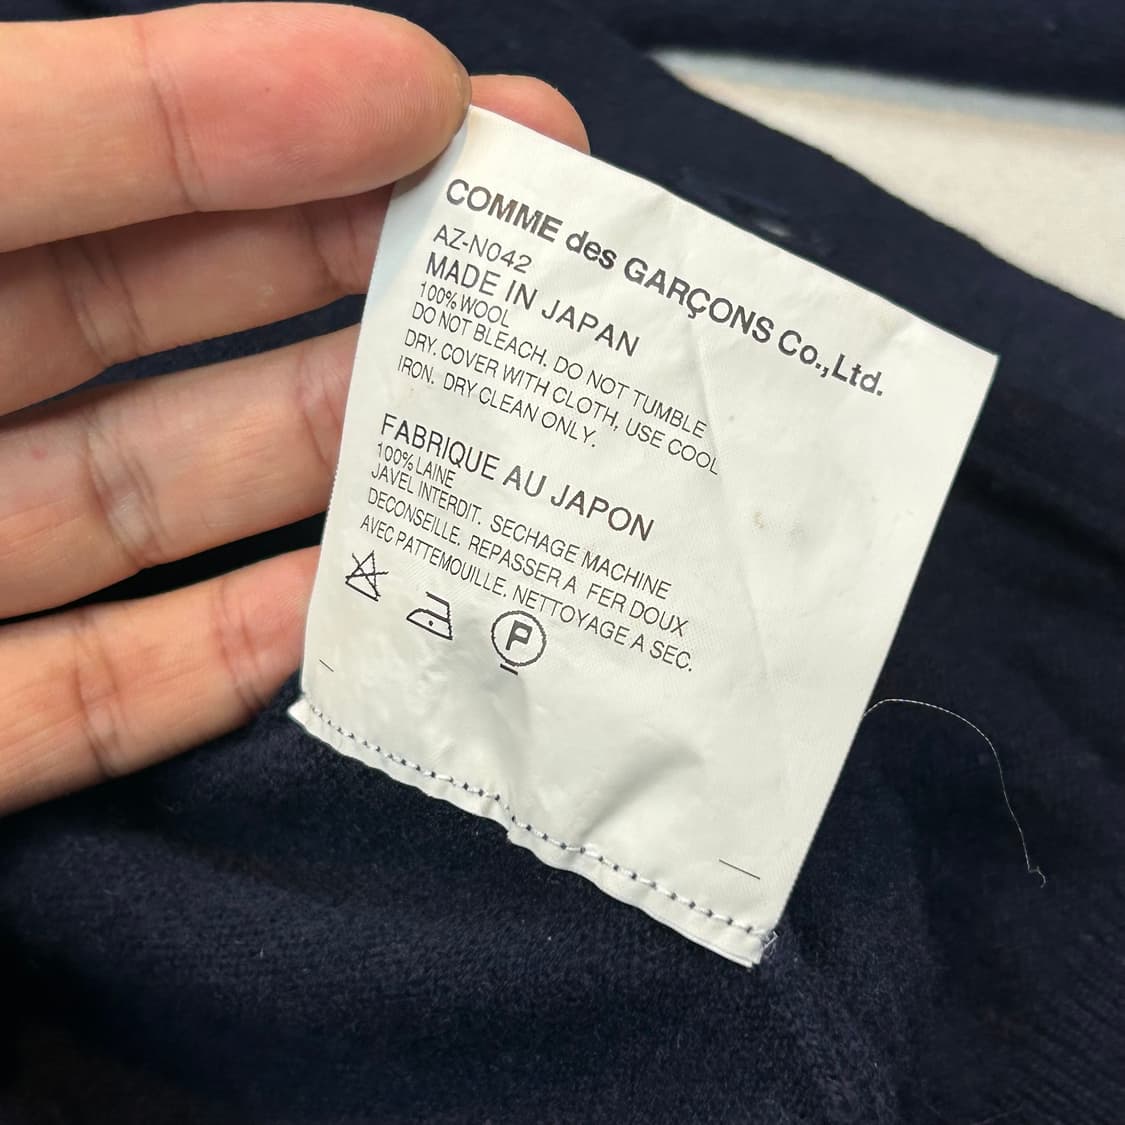 COMME des GARÇONS Co.,Ltd.
AZ-N042
MADE IN JAPAN
100% WOOL
DO NOT BLEACH. DO NOT TUMBLE
DRY. COVER WITH CLOTH, USE COOL
IRON. DRY CLEAN ONLY.
FABRIQUE AU JAPON
100% LAINE
JAVEL INTERDIT. SECHAGE MACHINE
DECONSEILLE. REPASSER A FER DOUX
AVEC PATTEMOUILLE. NETTOYAGE A SEC.
P